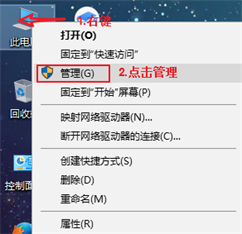 1.右键
此电
打开(O)
固定到"快速访问"
管理(G)
2.点击管理
固定到"开始"屏幕(P)
回收
映射网络驱动器(N)...
断开网络驱动器的连接(C)...
创建快捷方式(S)
控制面
删除(D)
重命名(M)
属性(R)